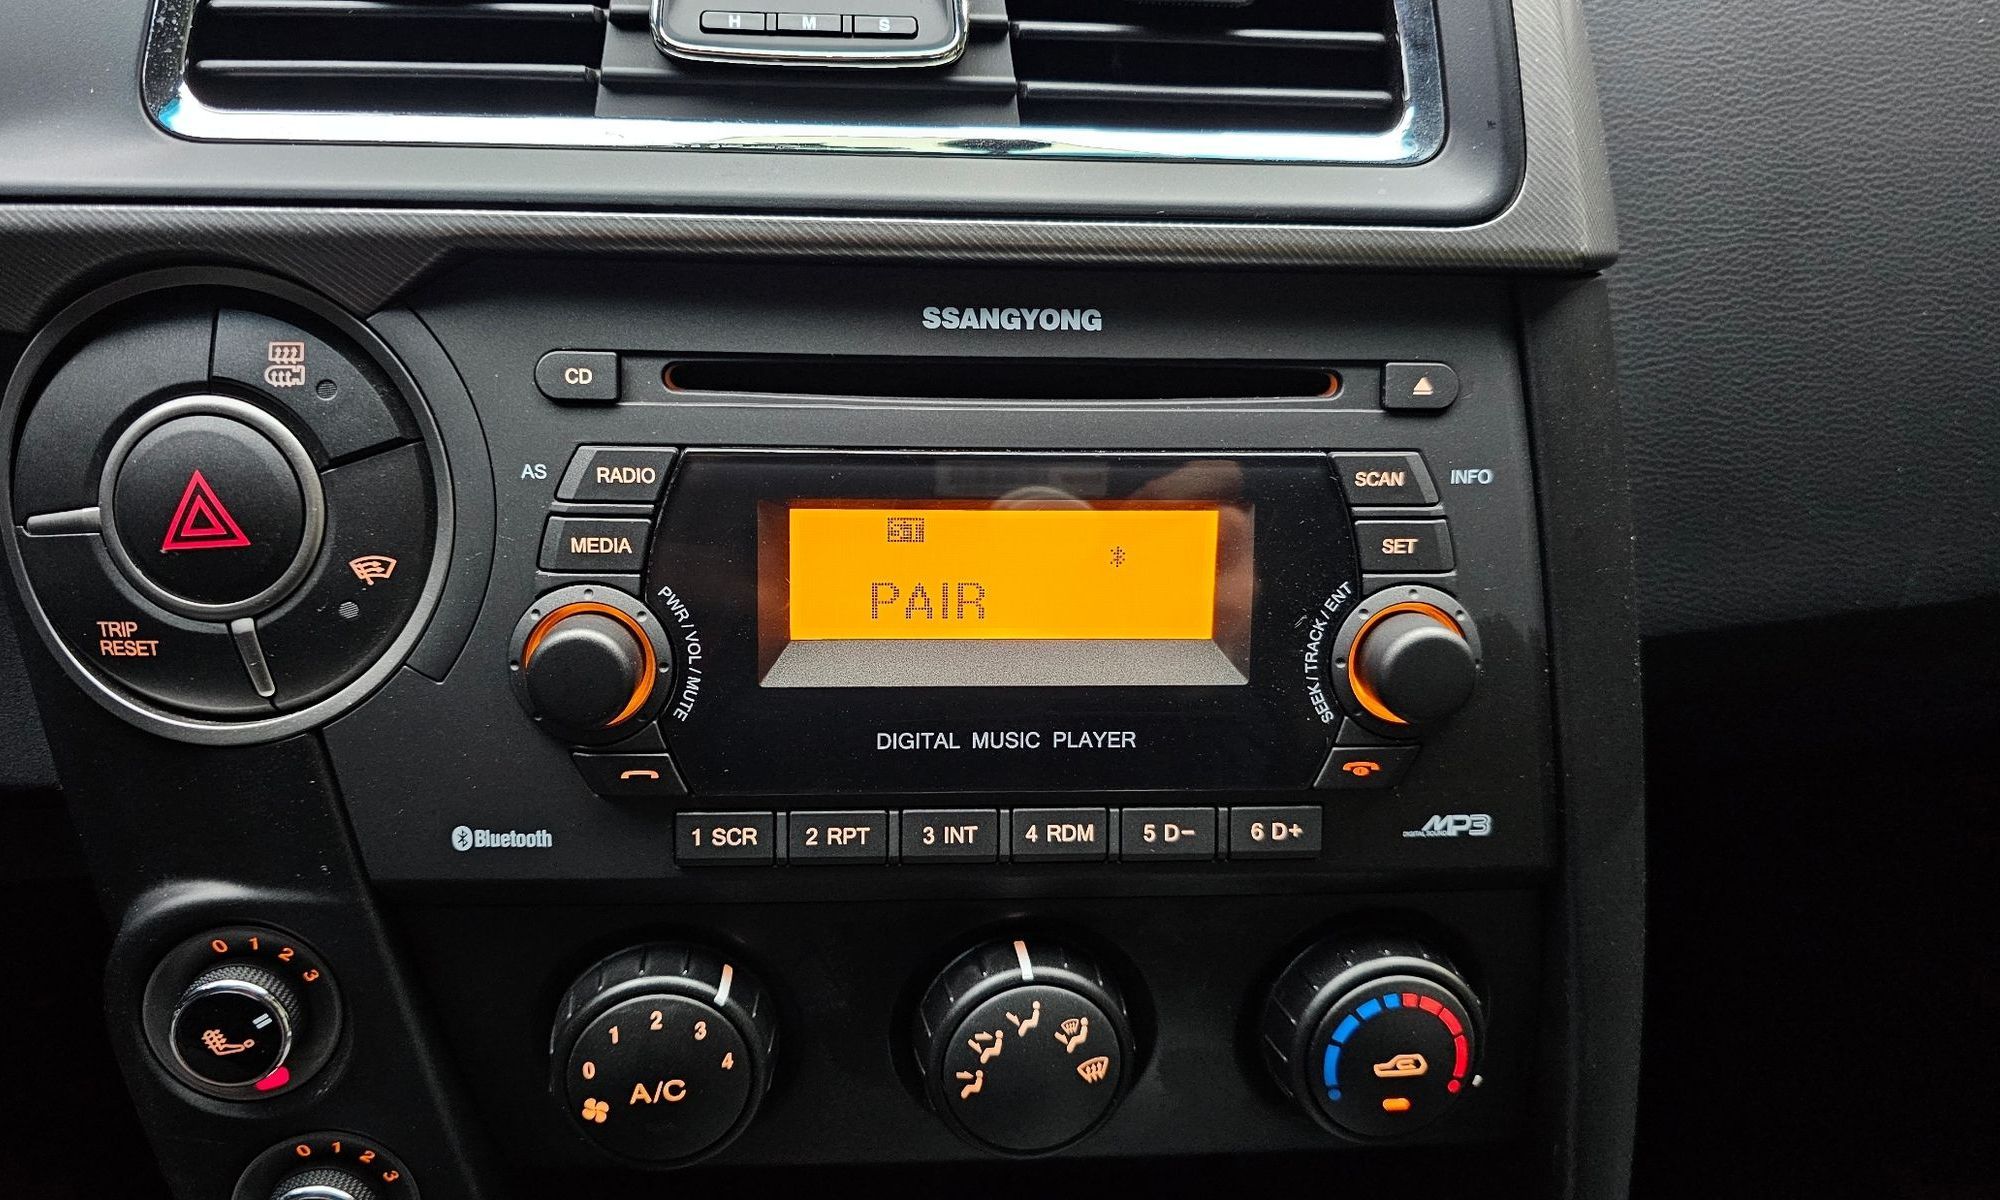 H M S
SSANGYONG
CD
AS RADIO
SCAN INFO
MEDIA
SET
PAIR
PWR / VOL / MUTE
SEEK / TRACK / ENT
TRIP
RESET
DIGITAL MUSIC PLAYER
Bluetooth
1 SCR 2 RPT 3 INT 4 RDM 5 D- 6 D+
DIGITAL SOUND MP3
0 1 2 3
0 1 2 3 4
A/C
0 1 2 3